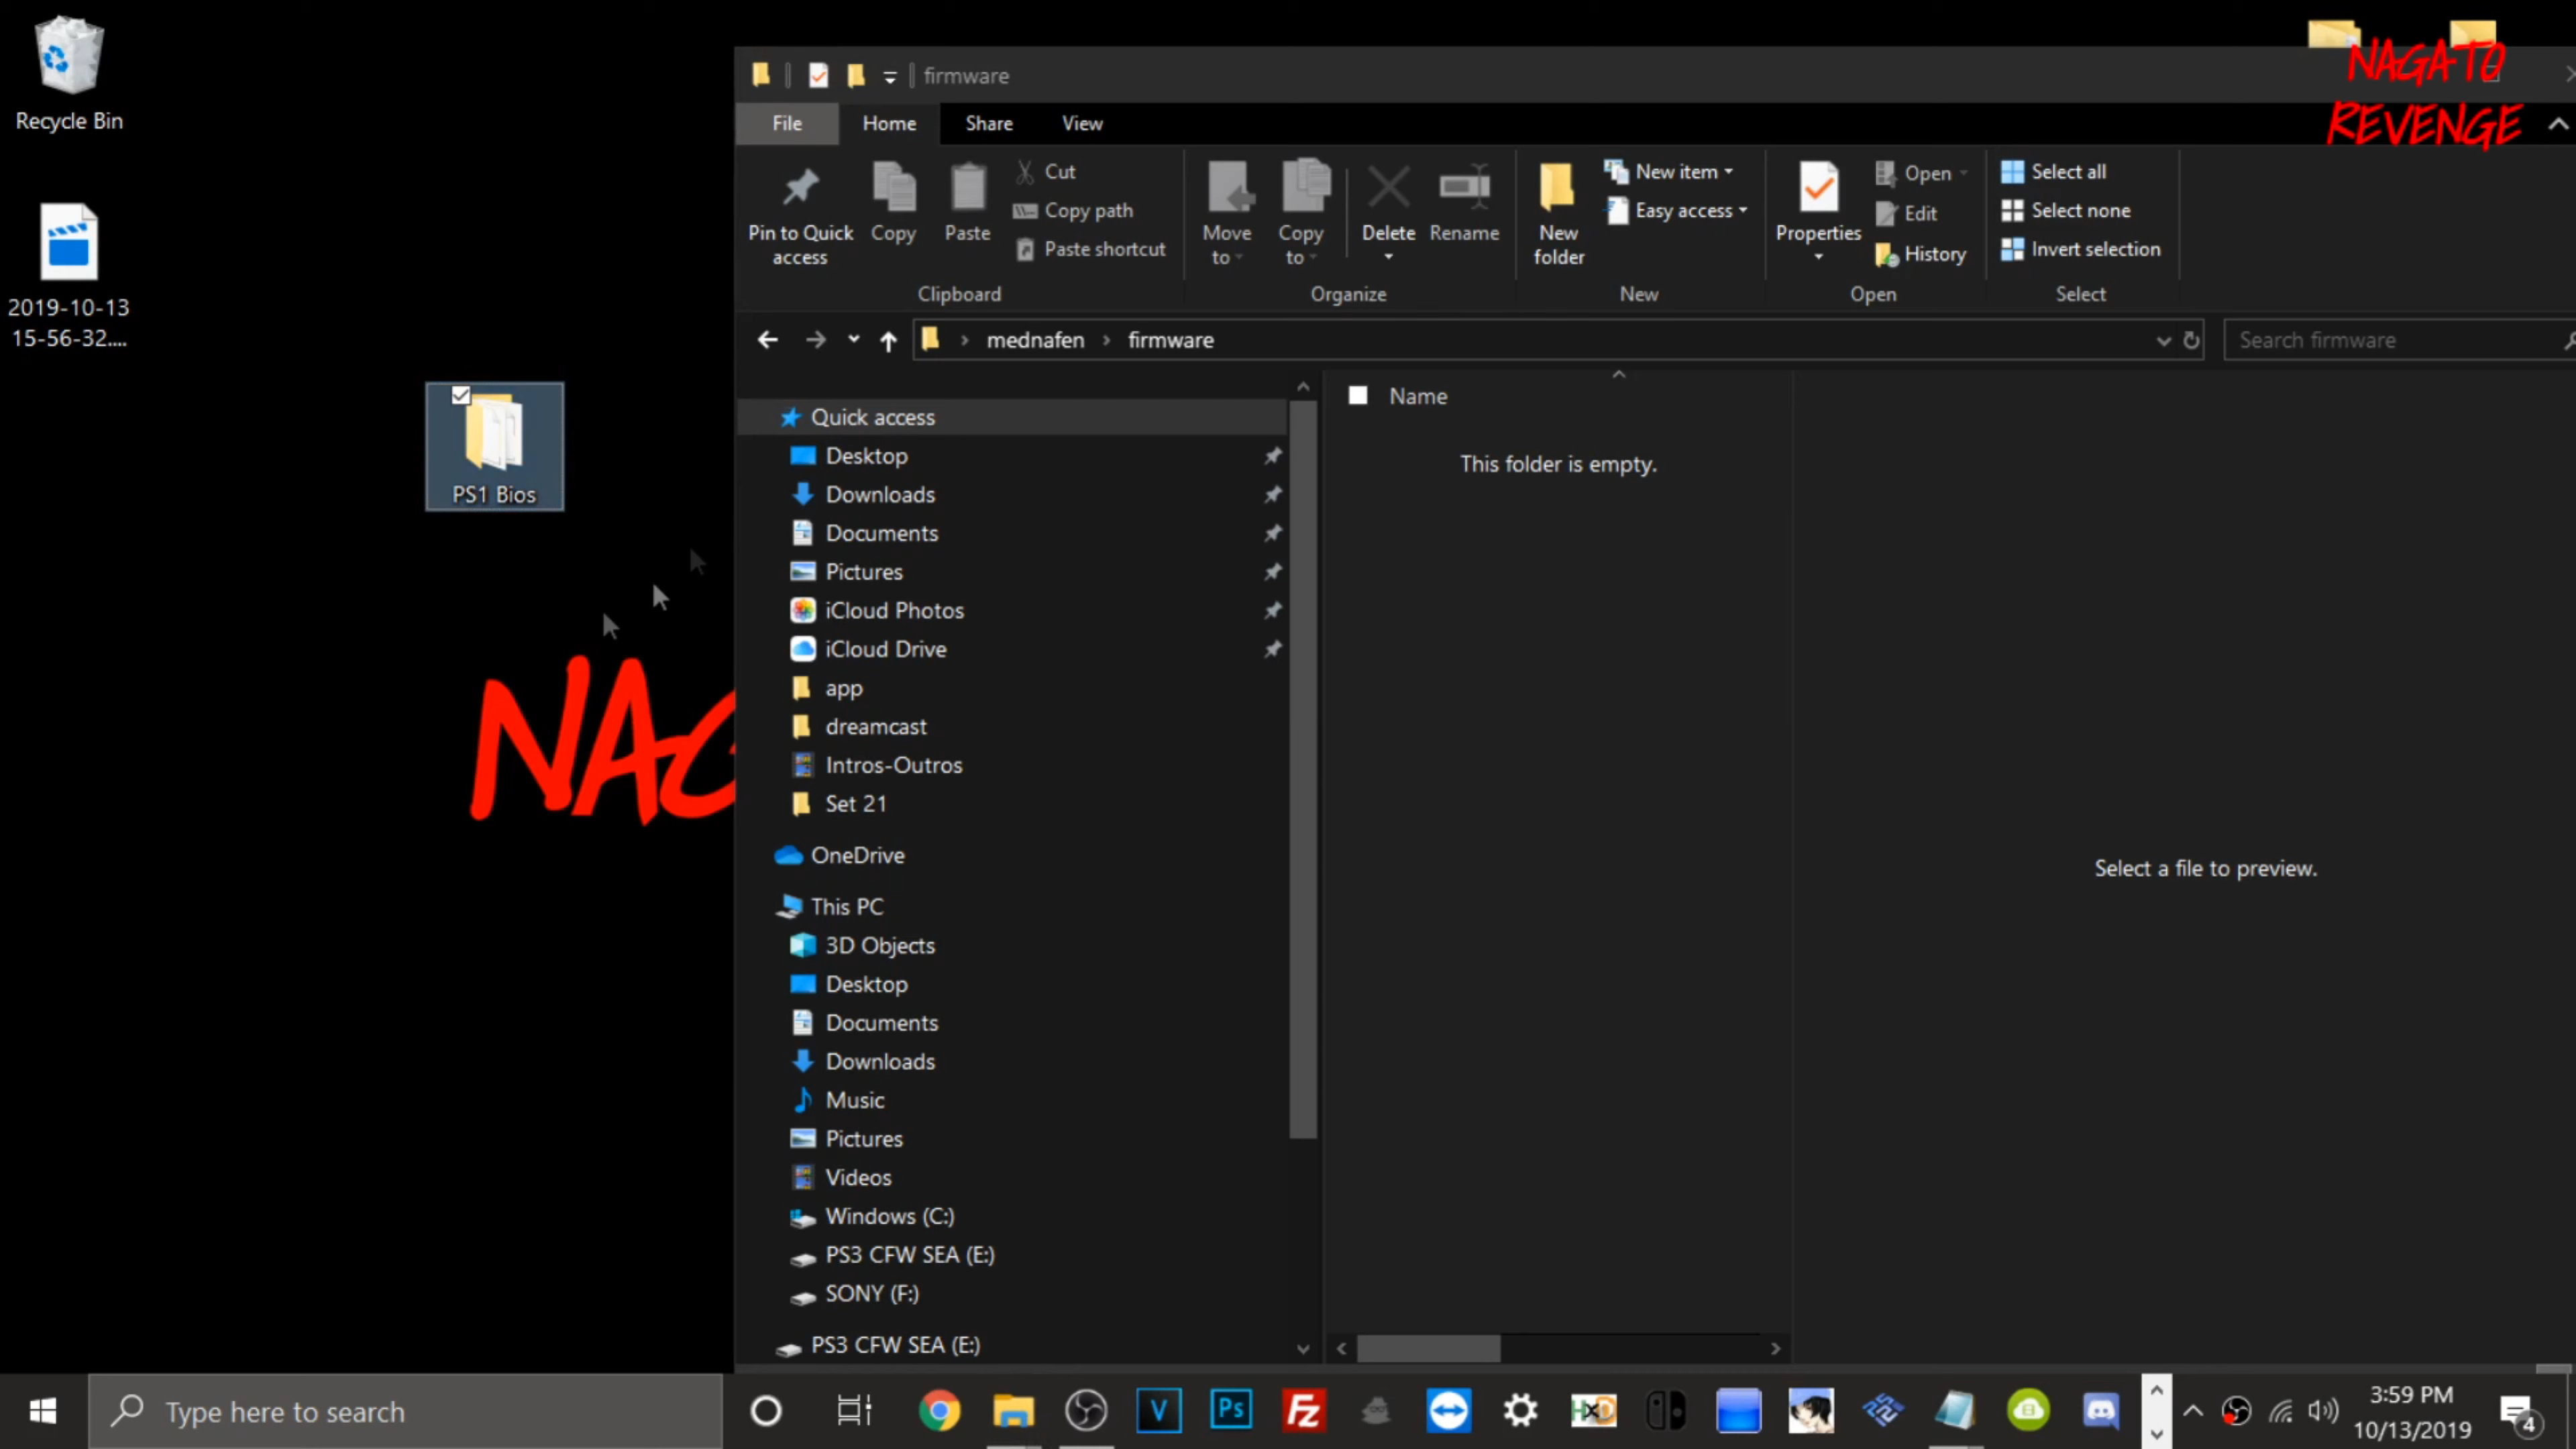 Recycle Bin
2019-10-13
15-56-32....
PS1 Bios
NAG
NAGATO
REVENGE
firmware
File
Home
Share
View
Pin to Quick
access
Copy
Paste
Cut
Copy path
Paste shortcut
Clipboard
Move
to
Copy
to
Delete
Rename
Organize
New
folder
New item
Easy access
New
Properties
Open
Edit
History
Open
Select all
Select none
Invert selection
Select
mednafen
firmware
Search firmware
Quick access
Desktop
Downloads
Documents
Pictures
iCloud Photos
iCloud Drive
app
dreamcast
Intros-Outros
Set 21
OneDrive
This PC
3D Objects
Desktop
Documents
Downloads
Music
Pictures
Videos
Windows (C:)
PS3 CFW SEA (E:)
SONY (F:)
PS3 CFW SEA (E:)
Name
This folder is empty.
Select a file to preview.
Type here to search
V
Ps
Fz
HxD
3:59 PM
10/13/2019
4